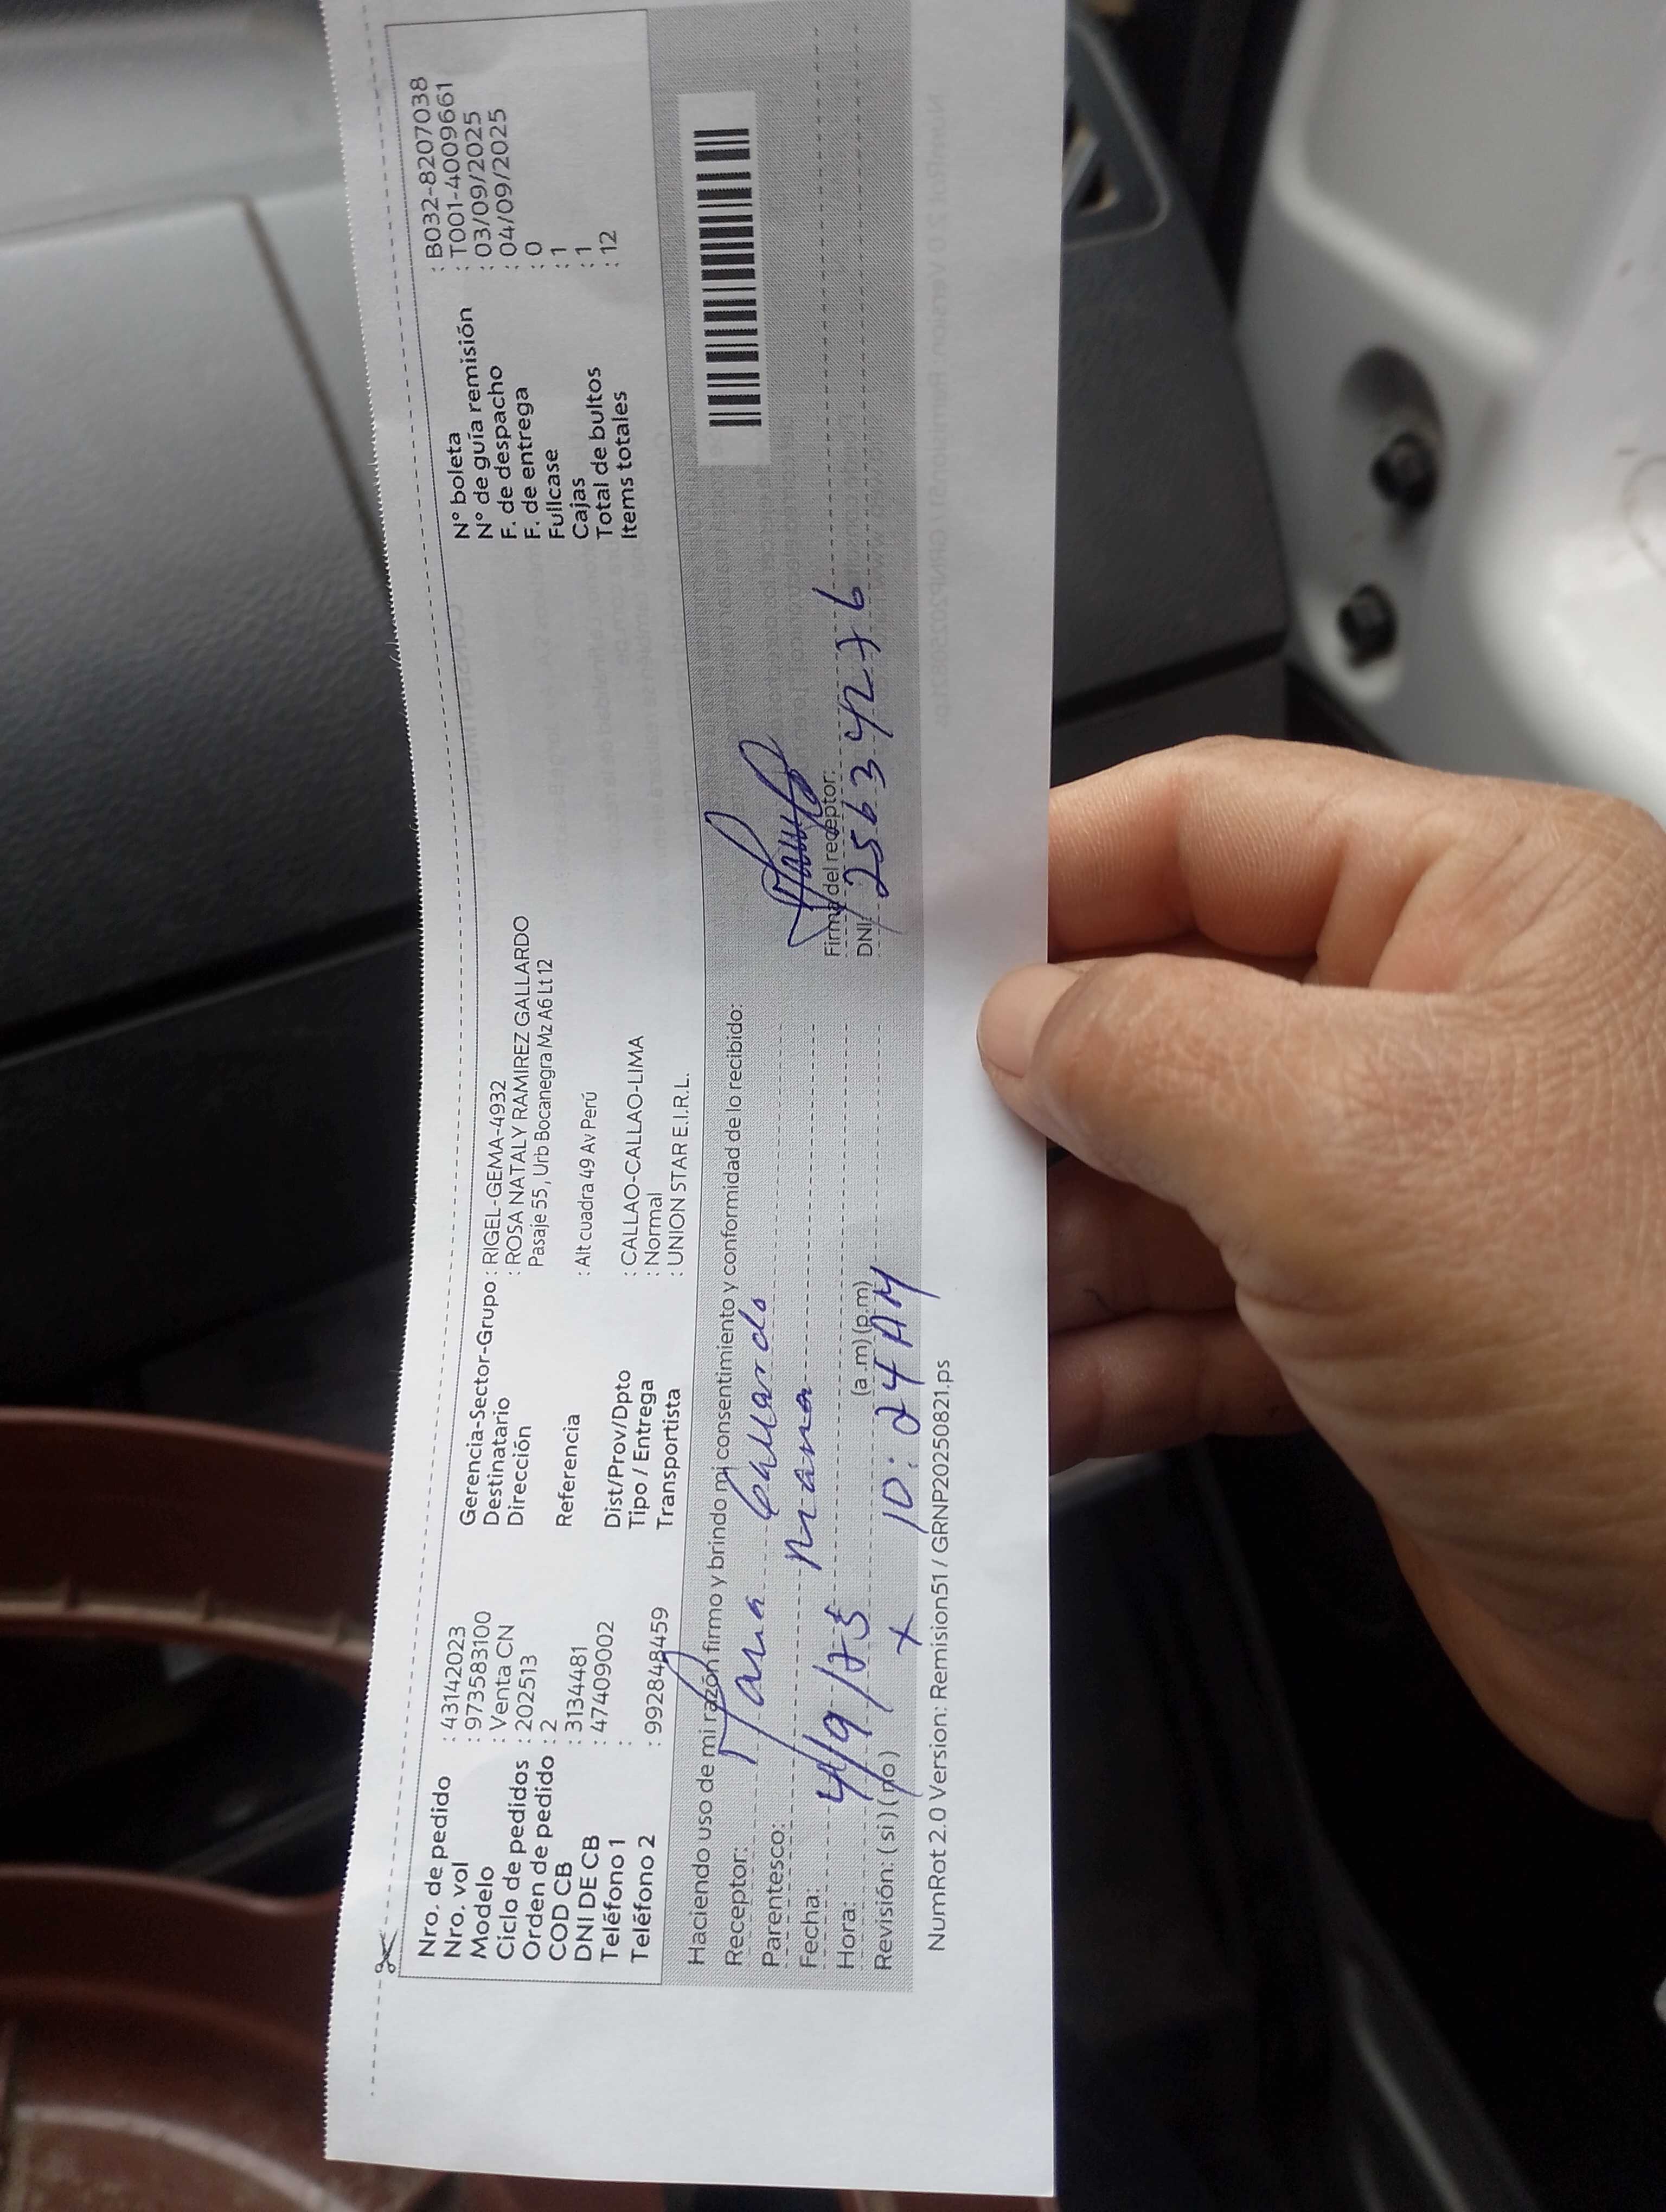 Nro. de pedido : 43142023
Nro. vol : 973583100
Modelo : Venta CN
Ciclo de pedidos : 202513
Orden de pedido : 2
COD CB : 3134481
DNI DE CB : 47409002
Teléfono 1 :
Teléfono 2 : 992848459
Gerencia-Sector-Grupo : RIGEL-GEMA-4932
Destinatario : ROSA NATALY RAMIREZ GALLARDO
Dirección Pasaje 55, Urb Bocanegra Mz A6 Lt 12
Referencia : Alt cuadra 49 Av Perú
Dist/Prov/Dpto : CALLAO-CALLAO-LIMA
Tipo / Entrega : Normal
Transportista : UNION STAR E.I.R.L.
N° boleta : B032-8207038
N° de guía remisión : T001-4009661
F. de despacho : 03/09/2025
F. de entrega : 04/09/2025
Fullcase : 0
Cajas : 1
Total de bultos : 1
Items totales : 12
Haciendo uso de mi razón firmo y brindo mi consentimiento y conformidad de lo recibido:
Receptor: Gallardo
Parentesco: mama
Fecha: 4/9/25
Hora: (a.m) (p.m) 10:24 AM
Revisión: (si) (no) x
Firma del receptor:
DNI: 25634276
NumRot 2.0 Version: Remision51 / GRNP20250821.ps